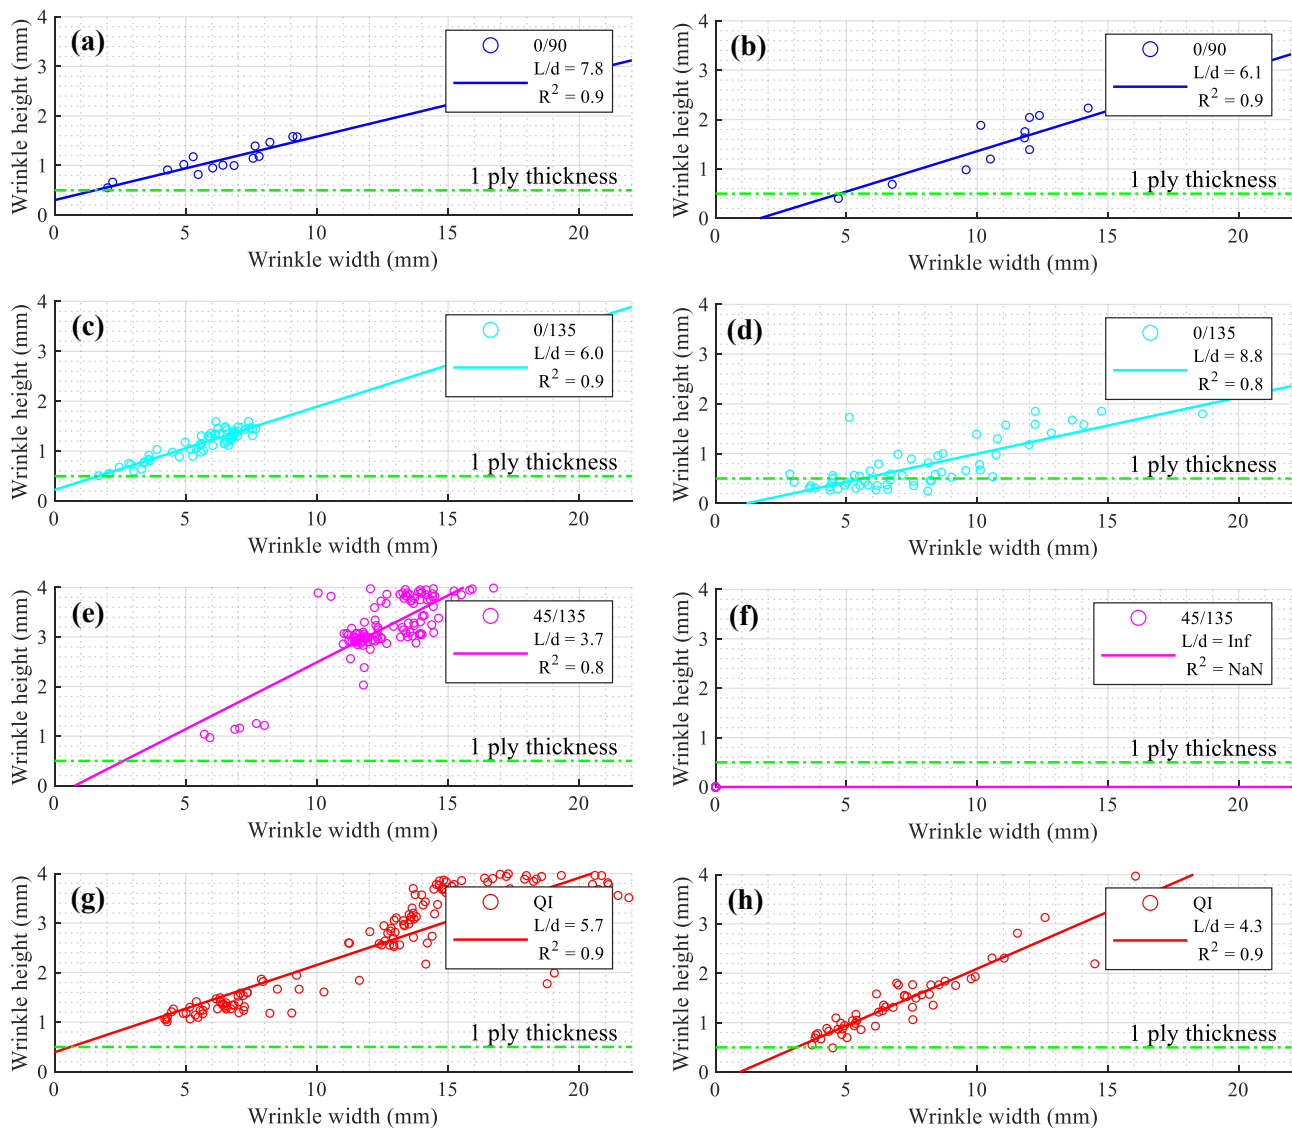 (a)
Wrinkle height (mm)
4
3
2
1
0
0/90
L/d = 7.8
R² = 0.9
1 ply thickness
0 5 10 15 20
Wrinkle width (mm)
(b)
Wrinkle height (mm)
4
3
2
1
0
0/90
L/d = 6.1
R² = 0.9
1 ply thickness
0 5 10 15 20
Wrinkle width (mm)
(c)
Wrinkle height (mm)
4
3
2
1
0
0/135
L/d = 6.0
R² = 0.9
1 ply thickness
0 5 10 15 20
Wrinkle width (mm)
(d)
Wrinkle height (mm)
4
3
2
1
0
0/135
L/d = 8.8
R² = 0.8
1 ply thickness
0 5 10 15 20
Wrinkle width (mm)
(e)
Wrinkle height (mm)
4
3
2
1
0
45/135
L/d = 3.7
R² = 0.8
1 ply thickness
0 5 10 15 20
Wrinkle width (mm)
(f)
Wrinkle height (mm)
4
3
2
1
0
45/135
L/d = Inf
R² = NaN
1 ply thickness
0 5 10 15 20
Wrinkle width (mm)
(g)
Wrinkle height (mm)
4
3
2
1
0
QI
L/d = 5.7
R² = 0.9
1 ply thickness
0 5 10 15 20
Wrinkle width (mm)
(h)
Wrinkle height (mm)
4
3
2
1
0
QI
L/d = 4.3
R² = 0.9
1 ply thickness
0 5 10 15 20
Wrinkle width (mm)